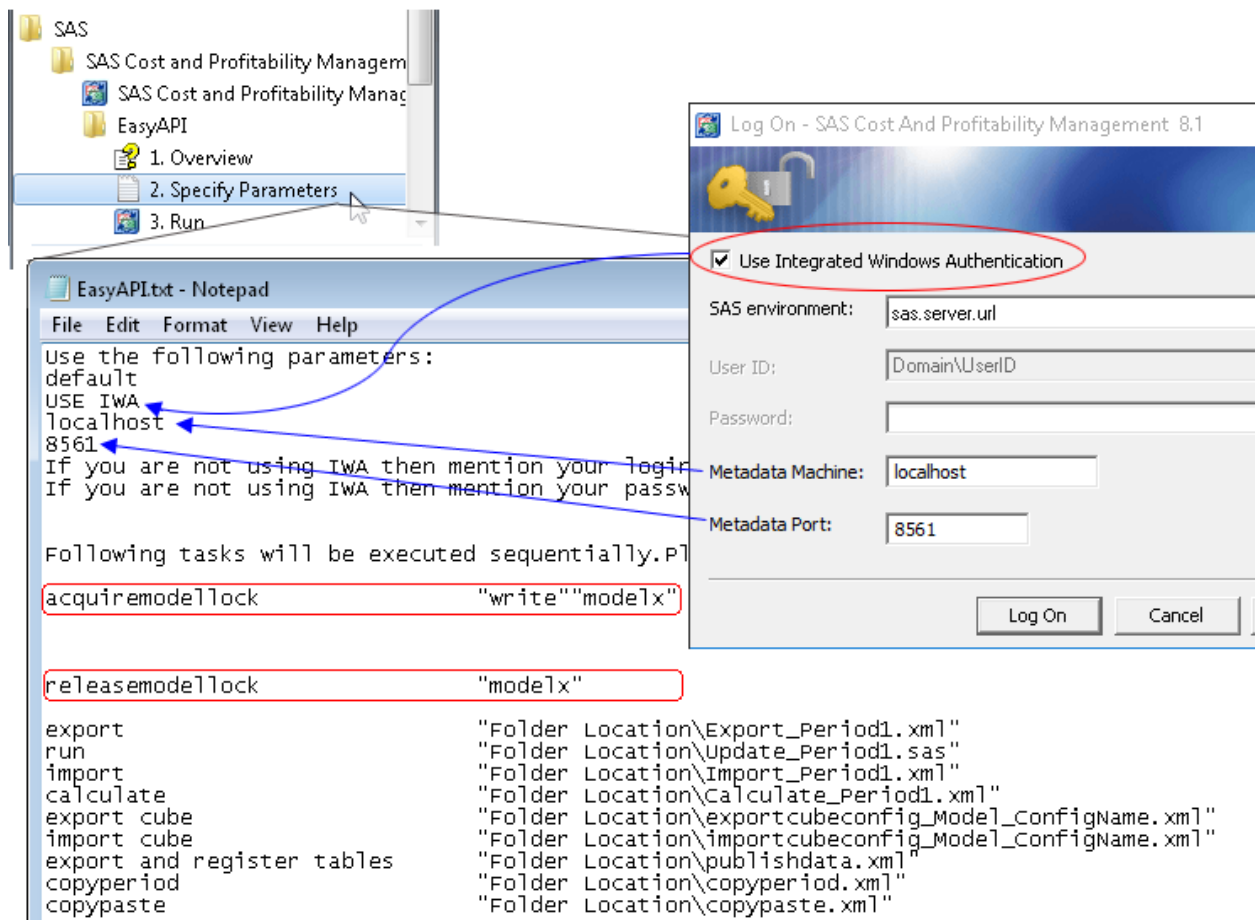 SAS
SAS Cost and Profitability Managem
SAS Cost and Profitability Manag
EasyAPI
1. Overview
2. Specify Parameters
3. Run
Log On - SAS Cost And Profitability Management 8.1
Use Integrated Windows Authentication
SAS environment: sas.server.url
User ID: Domain\UserID
Password:
Metadata Machine: localhost
Metadata Port: 8561
Log On Cancel
EasyAPI.txt - Notepad
File Edit Format View Help
Use the following parameters:
default
USE IWA
localhost
8561
If you are not using IWA then mention your login
If you are not using IWA then mention your passw
Following tasks will be executed sequentially.Pl
acquiremodellock "write""modelx"
releasemodellock "modelx"
export "Folder Location\Export_Period1.xml"
run "Folder Location\Update_Period1.sas"
import "Folder Location\Import_Period1.xml"
calculate "Folder Location\Calculate_Period1.xml"
export cube "Folder Location\exportcubeconfig_Model_ConfigName.xml"
import cube "Folder Location\importcubeconfig_Model_ConfigName.xml"
export and register tables "Folder Location\publishdata.xml"
copyperiod "Folder Location\copyperiod.xml"
copypaste "Folder Location\copypaste.xml"